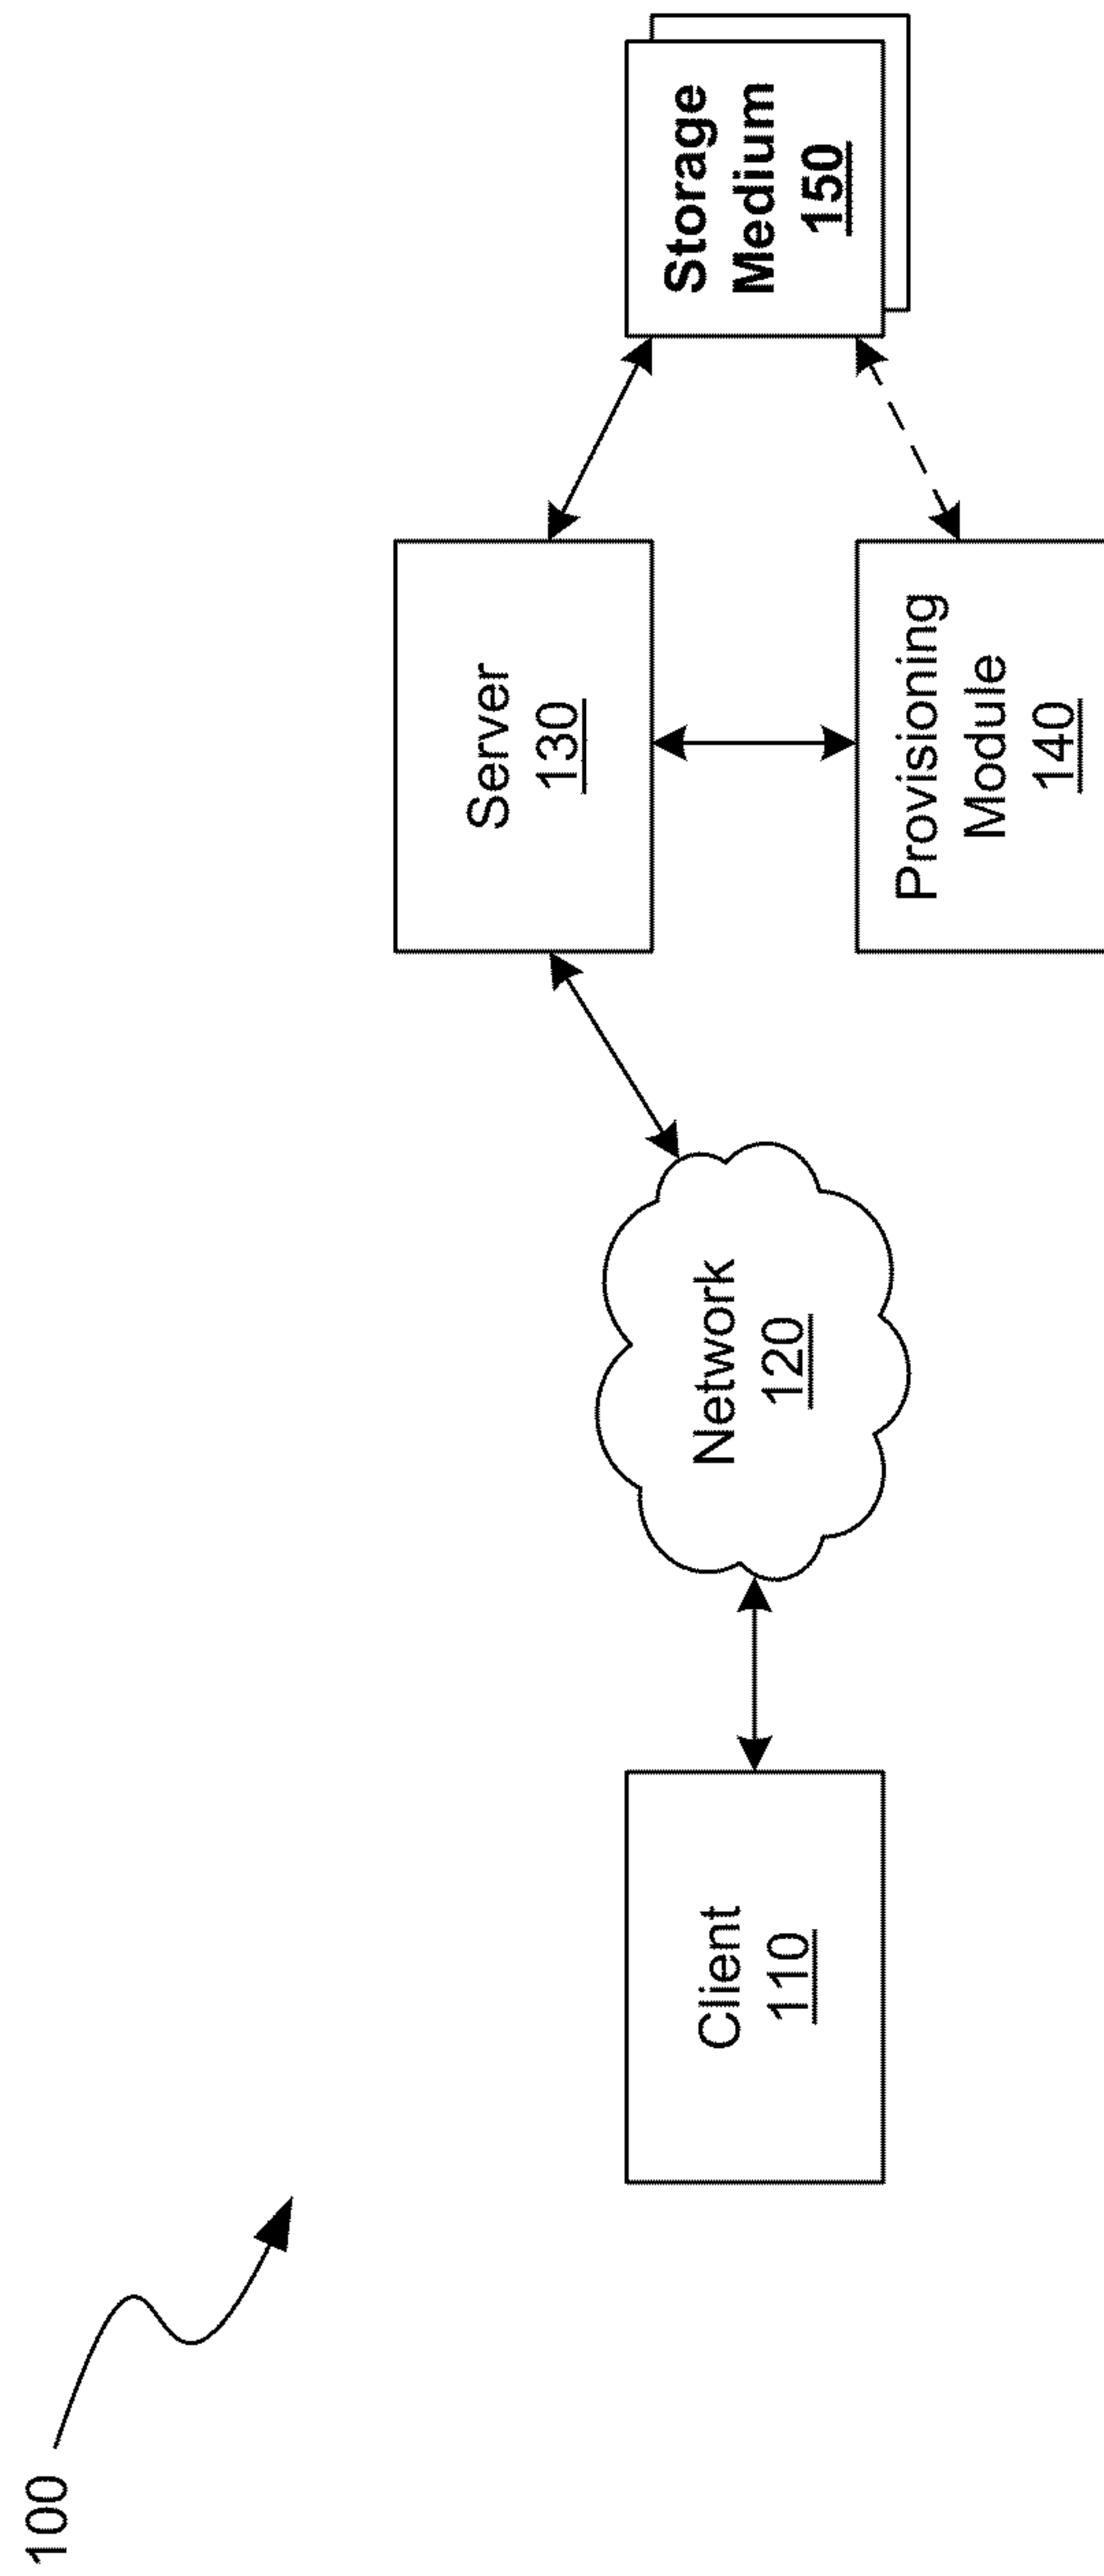 100
Client
110
Network
120
Server
130
Provisioning
Module
140
Storage
Medium
150